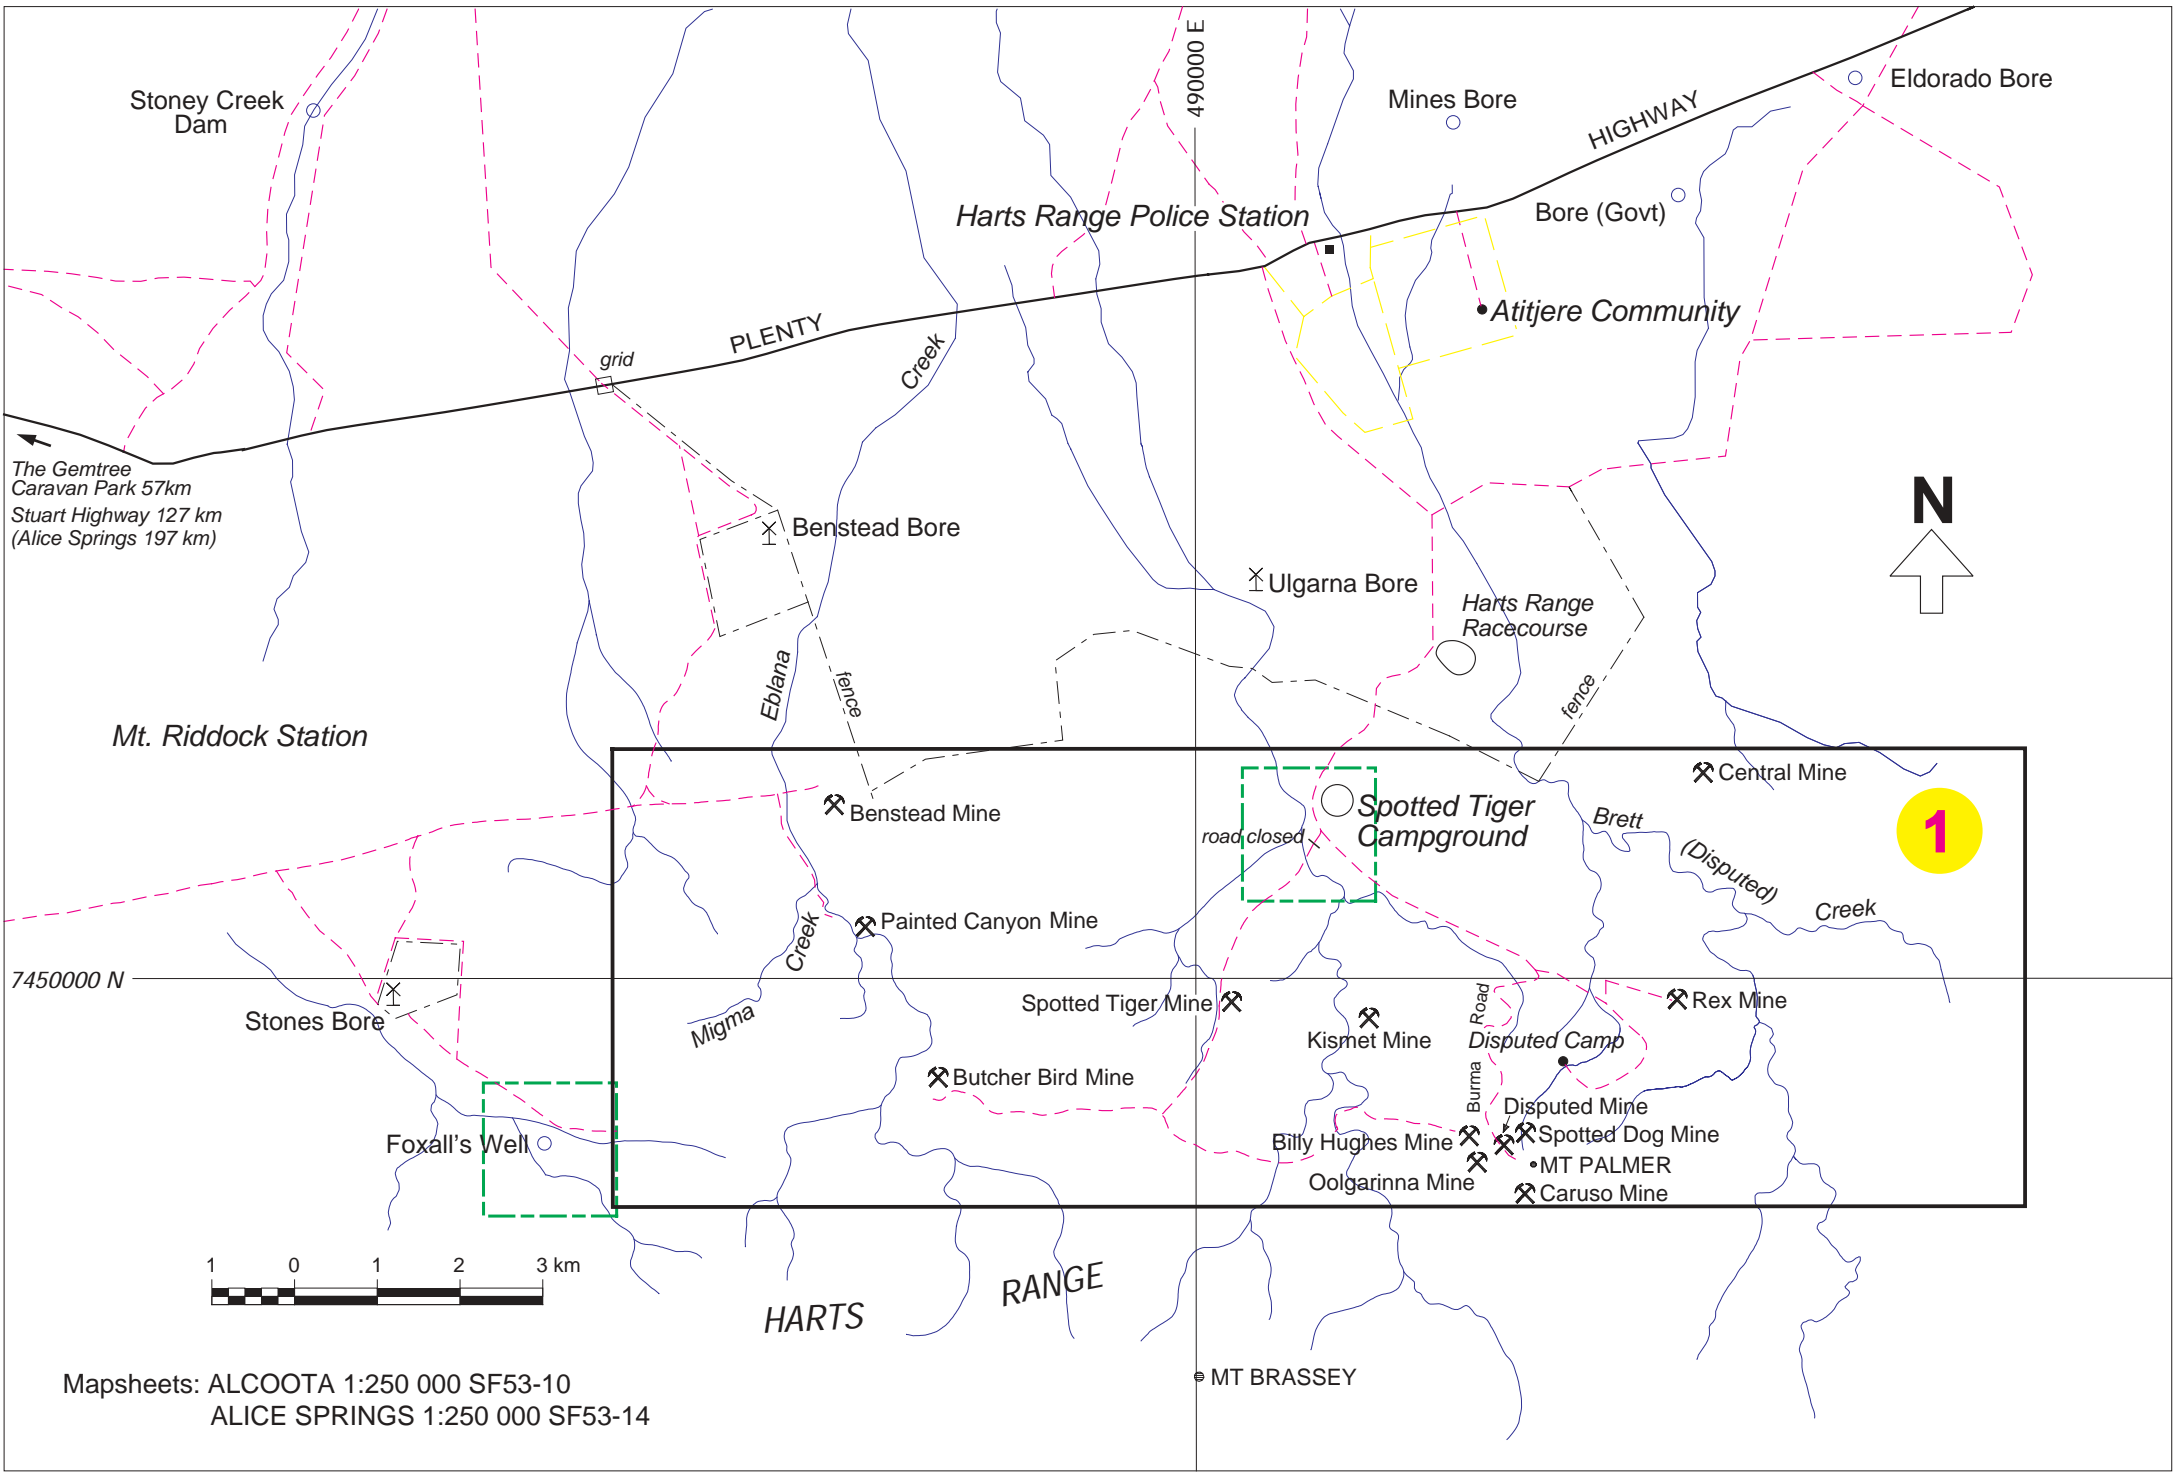 490000 E
Stoney Creek
Dam
Mines Bore
Eldorado Bore
HIGHWAY
Harts Range Police Station
Bore (Govt)
Atitjere Community
PLENTY
grid
Creek
The Gemtree
Caravan Park 57km
Stuart Highway 127 km
(Alice Springs 197 km)
N
Benstead Bore
Ulgarna Bore
Harts Range
Racecourse
Eblana
fence
fence
Mt. Riddock Station
Central Mine
Benstead Mine
Spotted Tiger
Campground
road closed
Brett
(Disputed)
Creek
1
Painted Canyon Mine
Creek
Migma
7450000 N
Stones Bore
Spotted Tiger Mine
Kismet Mine
Burma Road
Rex Mine
Disputed Camp
Butcher Bird Mine
Disputed Mine
Foxall's Well
Billy Hughes Mine
Spotted Dog Mine
MT PALMER
Oolgarinna Mine
Caruso Mine
1 0 1 2 3 km
HARTS RANGE
MT BRASSEY
Mapsheets: ALCOOTA 1:250 000 SF53-10
ALICE SPRINGS 1:250 000 SF53-14